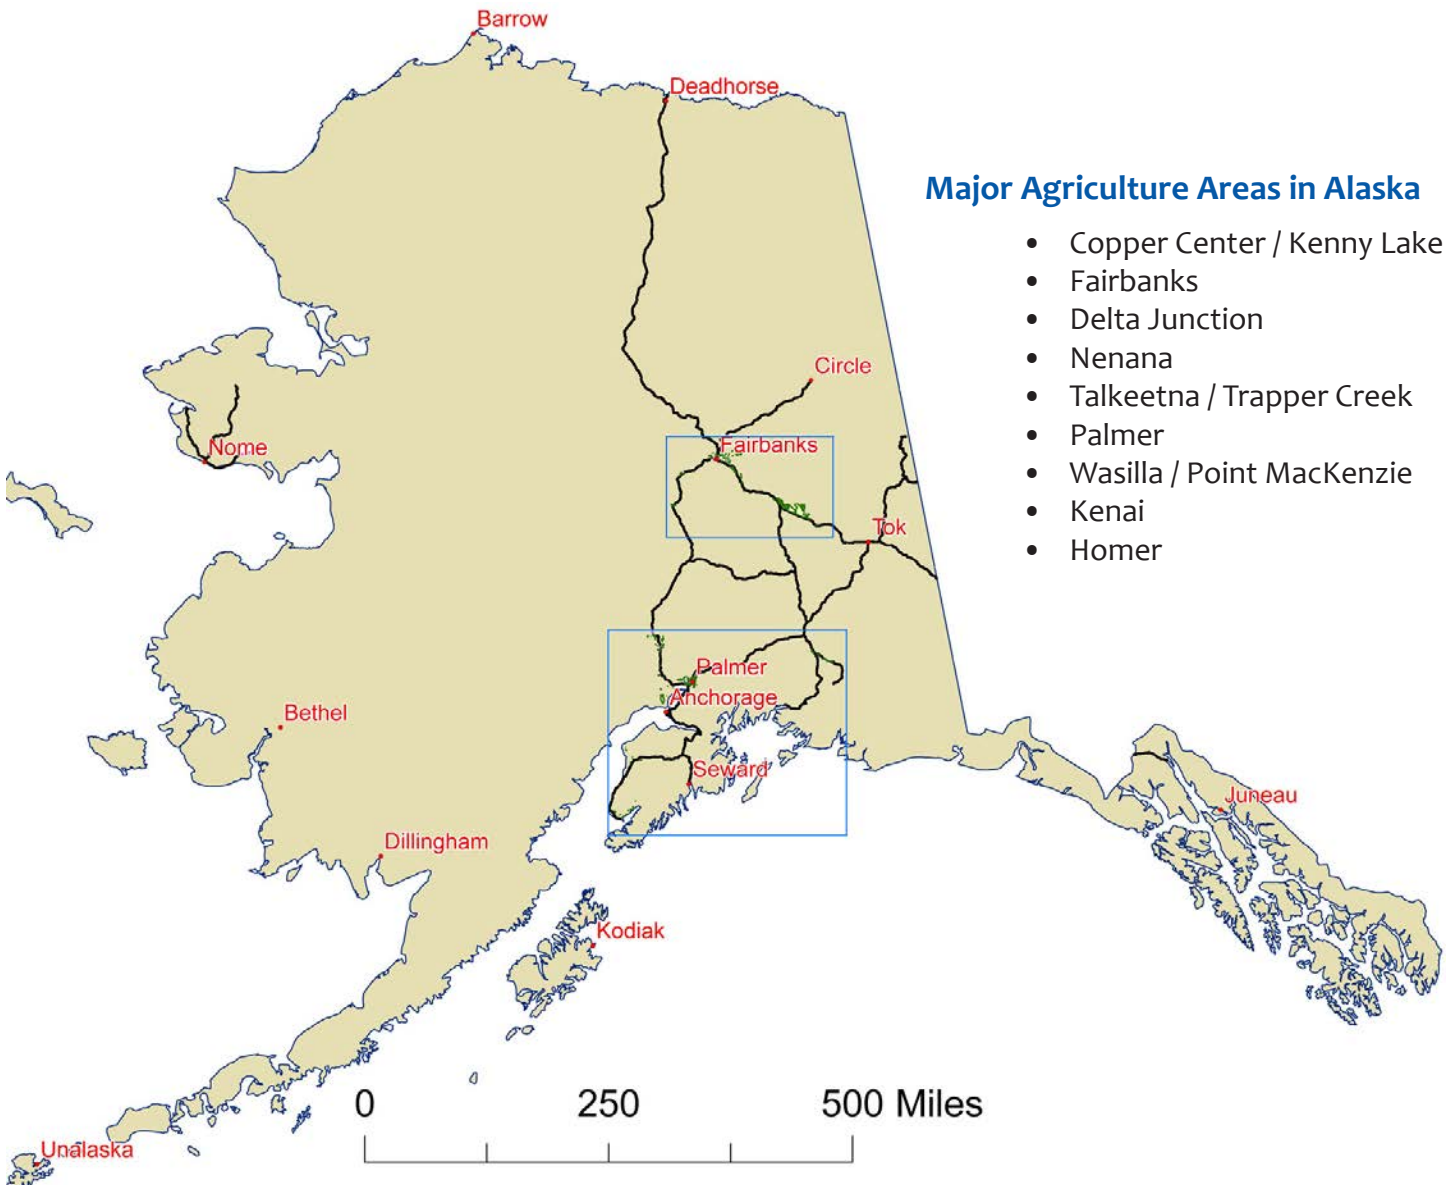 Barrow
Deadhorse
Major Agriculture Areas in Alaska
• Copper Center / Kenny Lake
• Fairbanks
• Delta Junction
• Nenana
• Talkeetna / Trapper Creek
• Palmer
• Wasilla / Point MacKenzie
• Kenai
• Homer
Circle
Nome
Fairbanks
Tok
Palmer
Anchorage
Bethel
Seward
Juneau
Dillingham
Kodiak
0 250 500 Miles
Unalaska